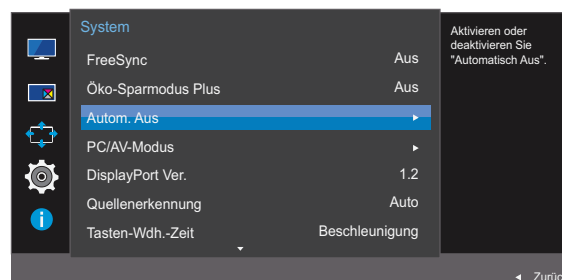 System
FreeSync Aus
Öko-Sparmodus Plus Aus
Autom. Aus
PC/AV-Modus
DisplayPort Ver. 1.2
Quellenerkennung Auto
Tasten-Wdh.-Zeit Beschleunigung
Aktivieren oder
deaktivieren Sie
"Automatisch Aus".